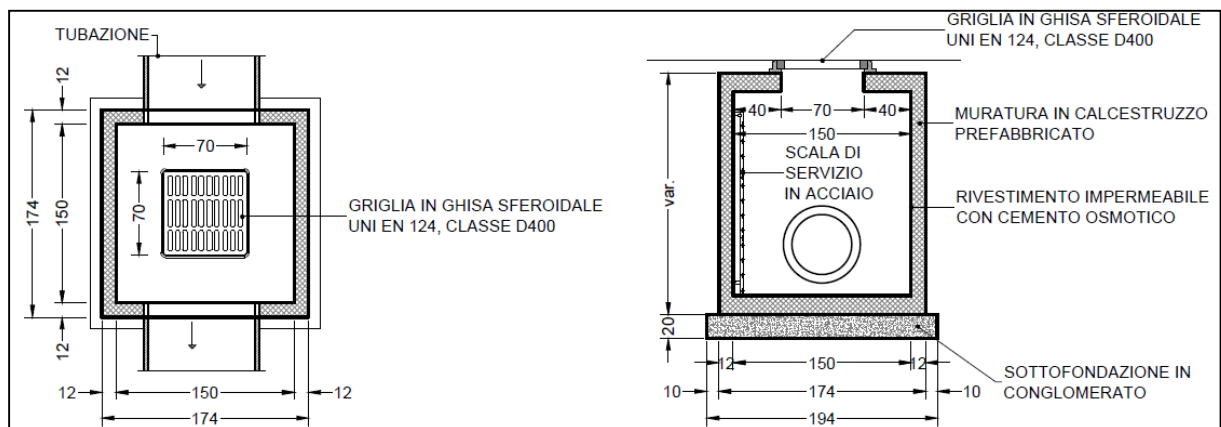 TUBAZIONE
12
174
150
12
70
70
GRIGLIA IN GHISA SFEROIDALE
UNI EN 124, CLASSE D400
12
150
12
174
GRIGLIA IN GHISA SFEROIDALE
UNI EN 124, CLASSE D400
40
70
40
150
MURATURA IN CALCESTRUZZO
PREFABBRICATO
SCALA DI
SERVIZIO
IN ACCIAIO
var.
RIVESTIMENTO IMPERMEABILE
CON CEMENTO OSMOTICO
20
12
150
12
10
174
10
194
SOTTOFONDAZIONE IN
CONGLOMERATO